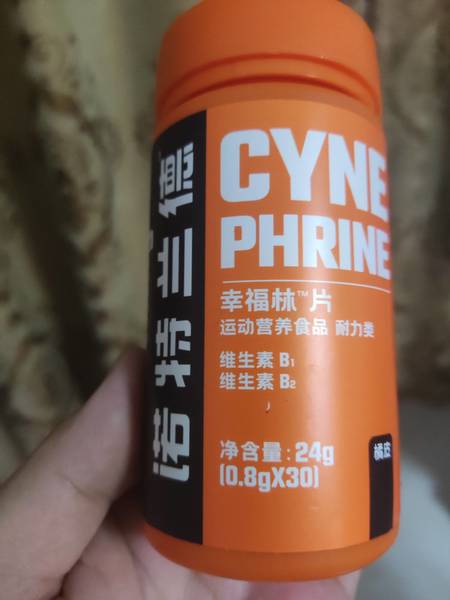 诺特兰德
CYNE
PHRINE
幸福林™片
运动营养食品 耐力类
维生素 B1
维生素 B2
净含量:24g
(0.8gX30)
橘皮